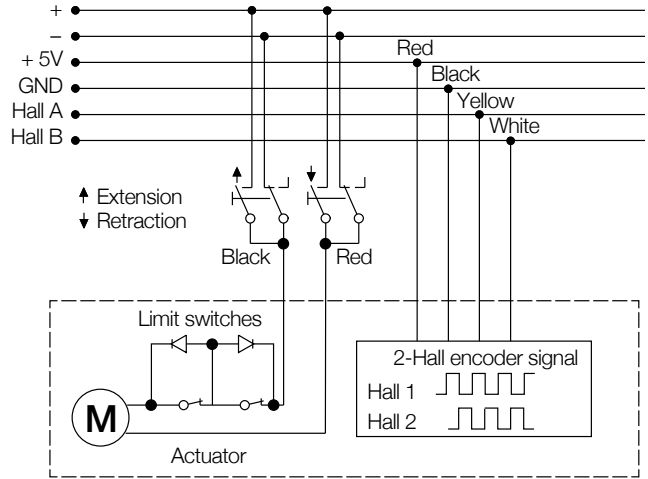 +
−
+ 5V
GND
Hall A
Hall B
Red
Black
Yellow
White
Extension
Retraction
Black
Red
Limit switches
2-Hall encoder signal
Hall 1
Hall 2
M
Actuator